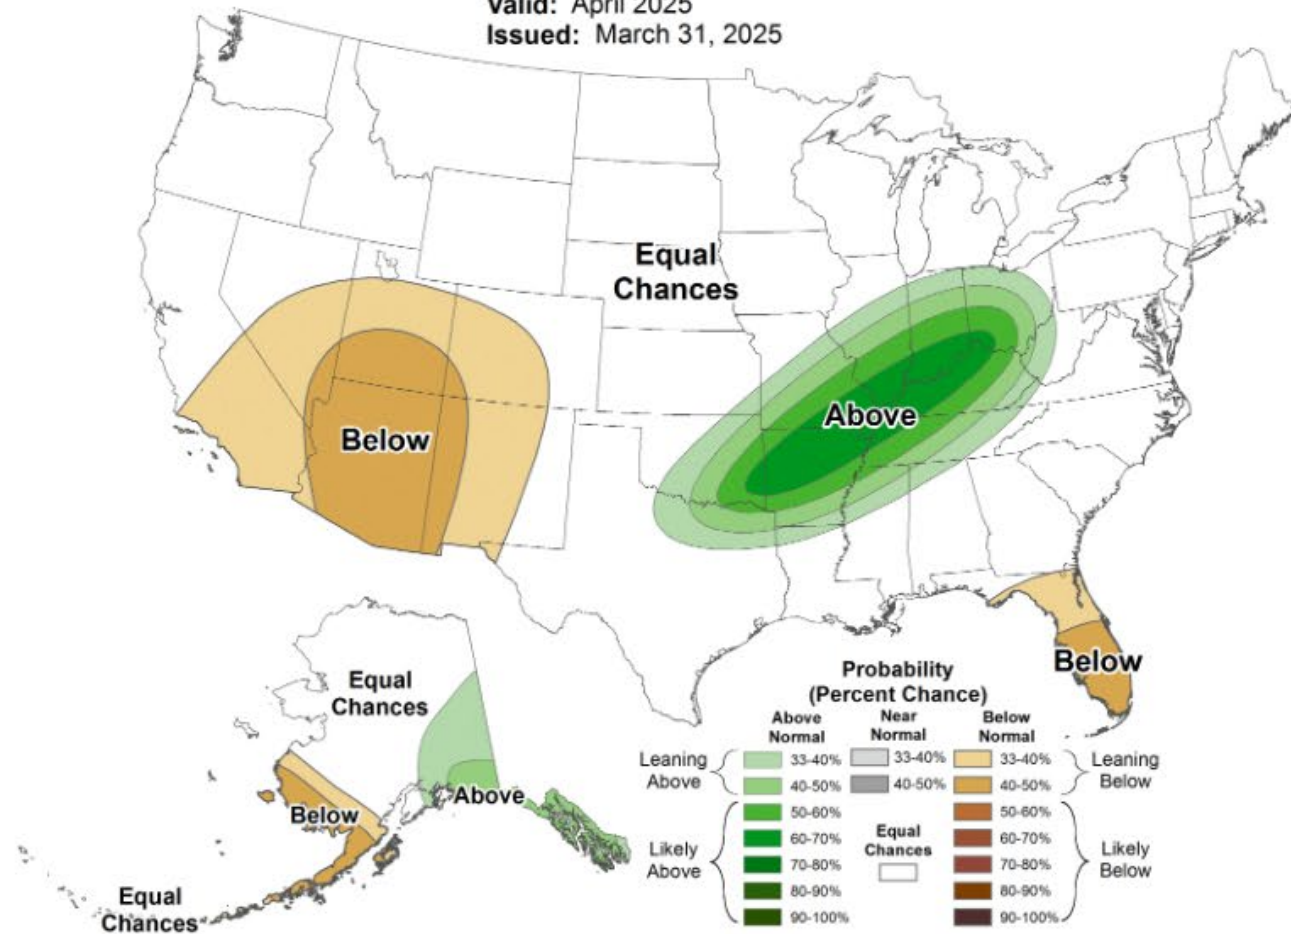 Valid: April 2025
Issued: March 31, 2025
Equal
Chances
Below
Above
Below
Equal
Chances
Above
Below
Equal
Chances
Probability
(Percent Chance)
Above
Normal
Near
Normal
Below
Normal
Leaning
Above
33-40%
40-50%
33-40%
40-50%
33-40%
40-50%
Leaning
Below
Likely
Above
50-60%
60-70%
70-80%
80-90%
90-100%
Equal
Chances
50-60%
60-70%
70-80%
80-90%
90-100%
Likely
Below